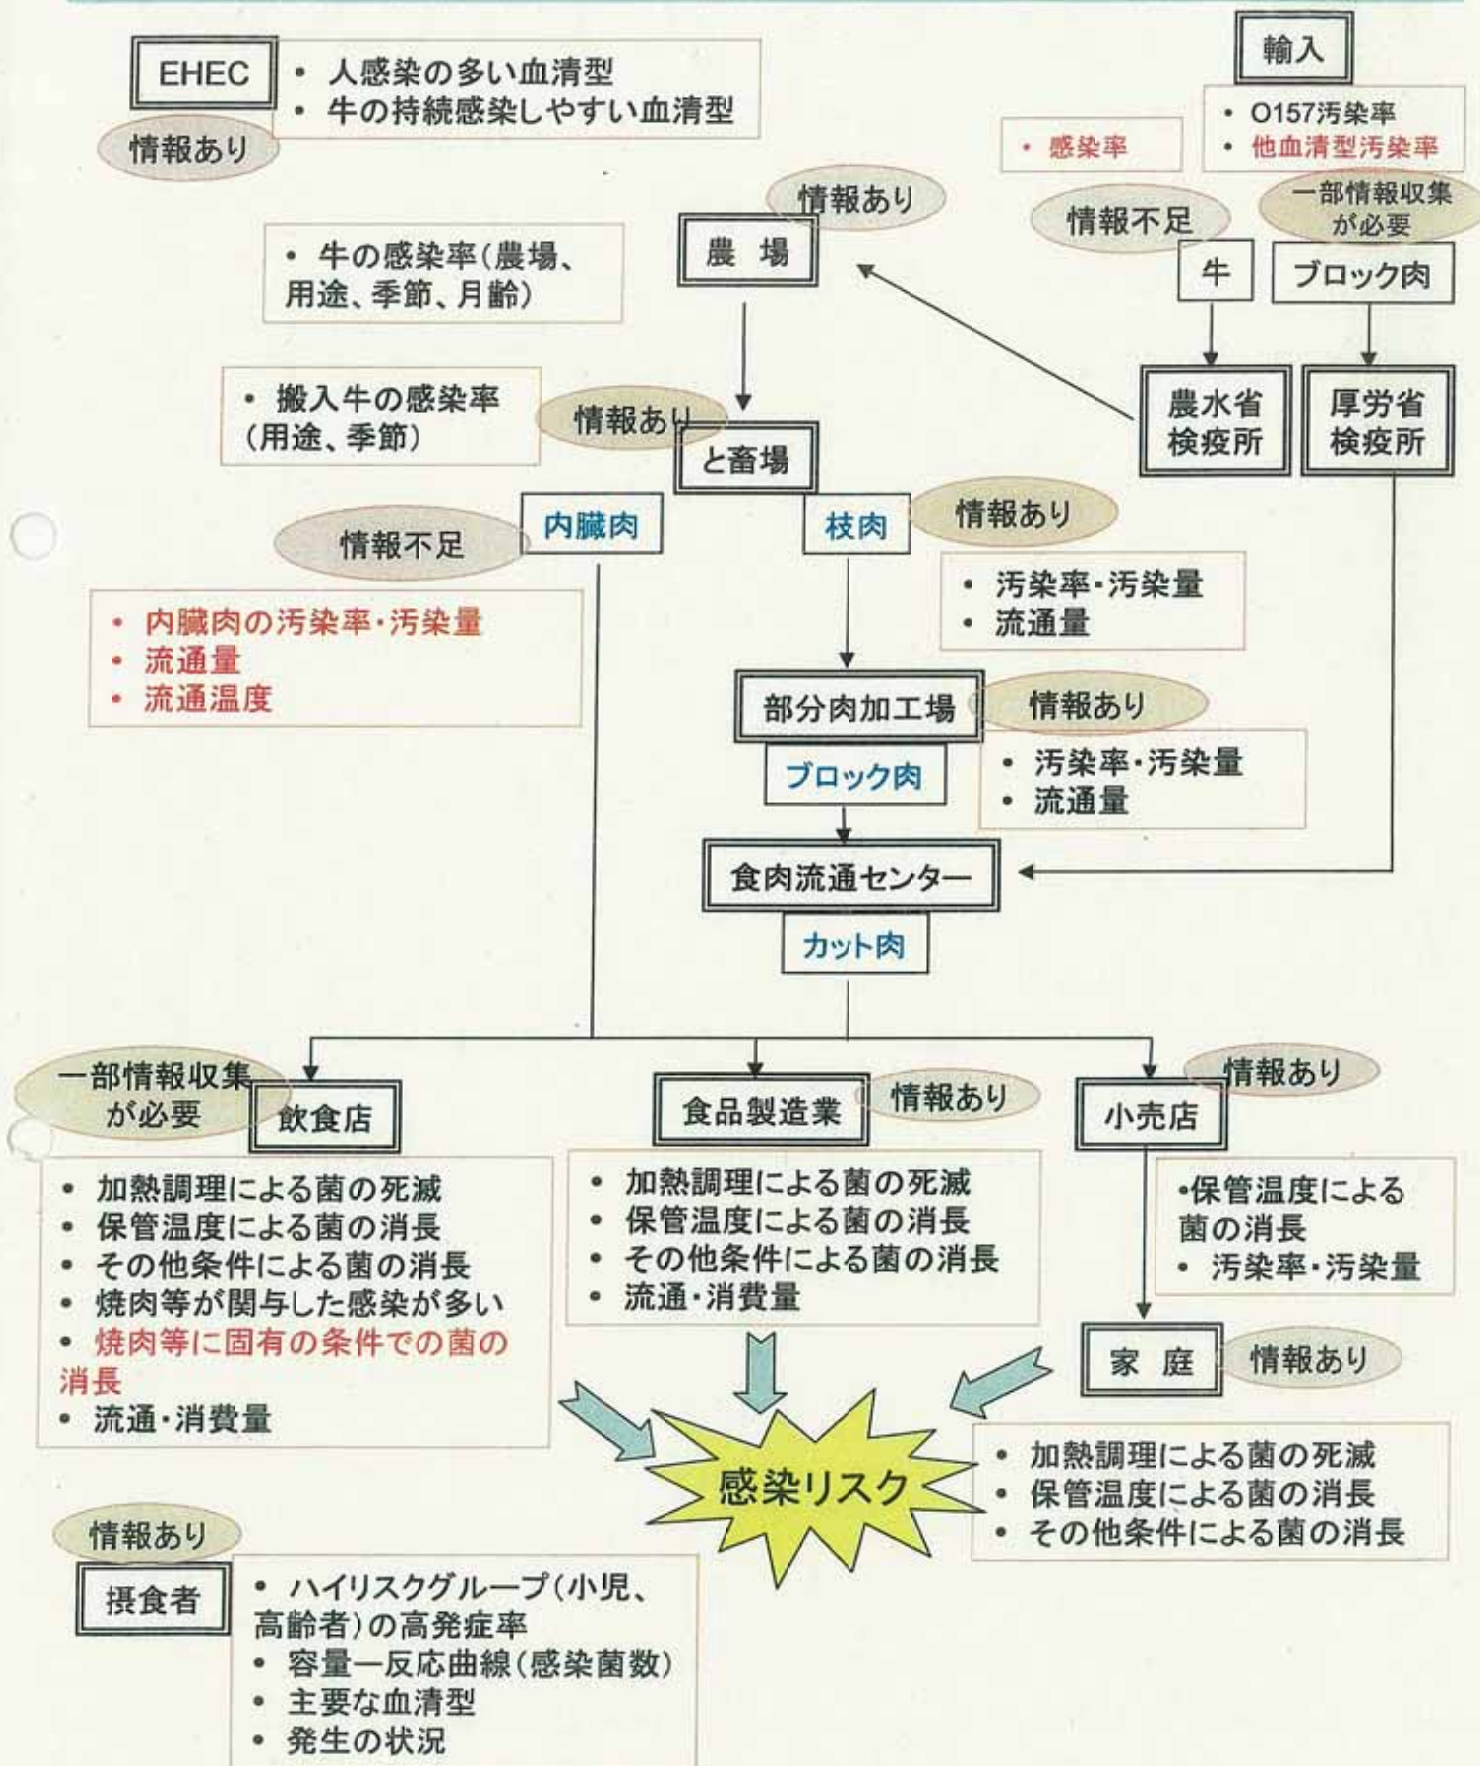 EHEC
・ 人感染の多い血清型
・ 牛の持続感染しやすい血清型
情報あり
輸入
・ O157汚染率
・ 他血清型汚染率
・ 感染率
情報不足
一部情報収集
が必要
牛
ブロック肉
農水省
検疫所
厚労省
検疫所
情報あり
農 場
・ 牛の感染率(農場、
用途、季節、月齢)
・ 搬入牛の感染率
(用途、季節)
情報あり
と畜場
内臓肉
情報不足
・ 内臓肉の汚染率・汚染量
・ 流通量
・ 流通温度
枝肉
情報あり
・ 汚染率・汚染量
・ 流通量
部分肉加工場
情報あり
ブロック肉
・ 汚染率・汚染量
・ 流通量
食肉流通センター
カット肉
一部情報収集
が必要
飲食店
・ 加熱調理による菌の死滅
・ 保管温度による菌の消長
・ その他条件による菌の消長
・ 焼肉等が関与した感染が多い
・ 焼肉等に固有の条件での菌の
消長
・ 流通・消費量
食品製造業
情報あり
・ 加熱調理による菌の死滅
・ 保管温度による菌の消長
・ その他条件による菌の消長
・ 流通・消費量
情報あり
小売店
・保管温度による
菌の消長
・ 汚染率・汚染量
家 庭
情報あり
・ 加熱調理による菌の死滅
・ 保管温度による菌の消長
・ その他条件による菌の消長
感染リスク
情報あり
摂食者
・ ハイリスクグループ(小児、
高齢者)の高発症率
・ 容量ー反応曲線(感染菌数)
・ 主要な血清型
・ 発生の状況